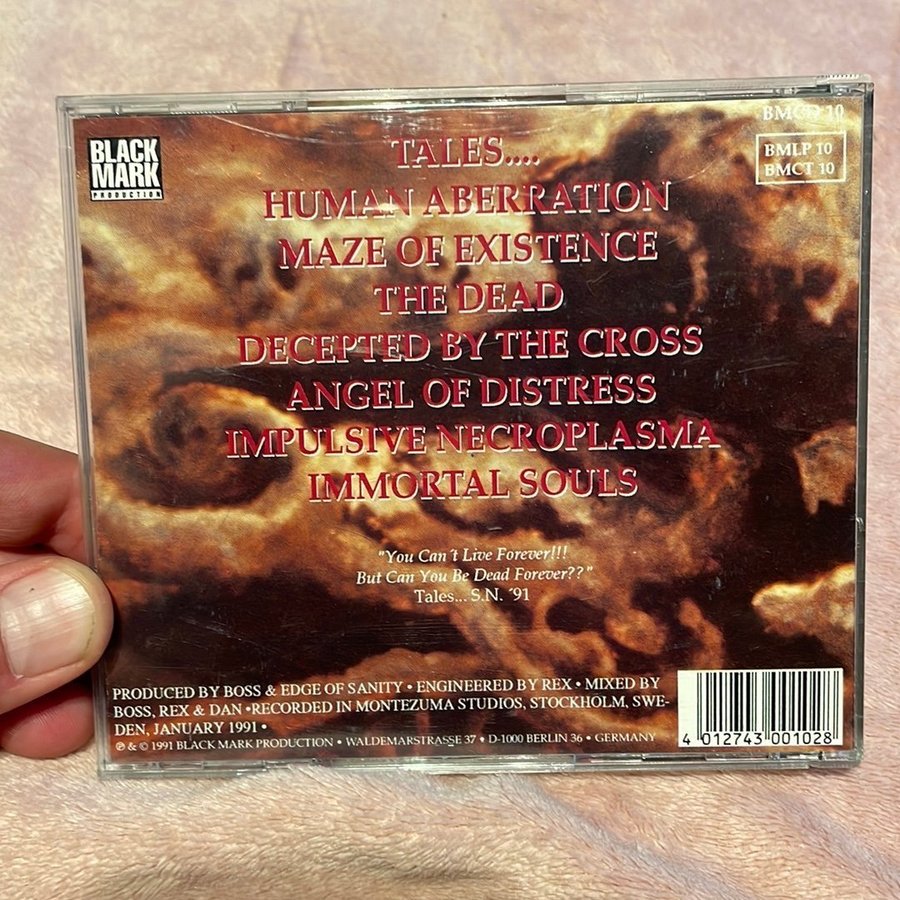 BLACK
MARK
PRODUCTION
BMCD 10
BMLP 10
BMCT 10
TALES....
HUMAN ABERRATION
MAZE OF EXISTENCE
THE DEAD
DECEPTED BY THE CROSS
ANGEL OF DISTRESS
IMPULSIVE NECROPLASMA
IMMORTAL SOULS
"You Can´t Live Forever!!!
But Can You Be Dead Forever??"
Tales... S.N. ´91
PRODUCED BY BOSS & EDGE OF SANITY • ENGINEERED BY REX • MIXED BY
BOSS, REX & DAN •RECORDED IN MONTEZUMA STUDIOS, STOCKHOLM, SWE-
DEN, JANUARY 1991 •
℗ & © 1991 BLACK MARK PRODUCTION • WALDEMARSTRASSE 37 • D-1000 BERLIN 36 • GERMANY
4 012743 001028